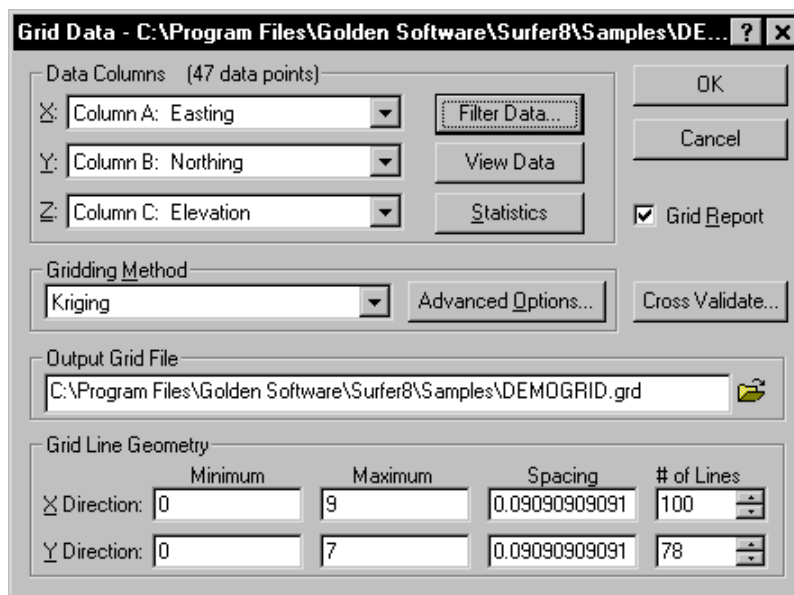 Grid Data - C:\Program Files\Golden Software\Surfer8\Samples\DE...
Data Columns (47 data points)
X: Column A: Easting
Filter Data...
OK
Y: Column B: Northing
View Data
Cancel
Z: Column C: Elevation
Statistics
Grid Report
Gridding Method
Kriging
Advanced Options...
Cross Validate...
Output Grid File
C:\Program Files\Golden Software\Surfer8\Samples\DEMOGRID.grd
Grid Line Geometry
Minimum Maximum Spacing # of Lines
X Direction: 0 9 0.09090909091 100
Y Direction: 0 7 0.09090909091 78